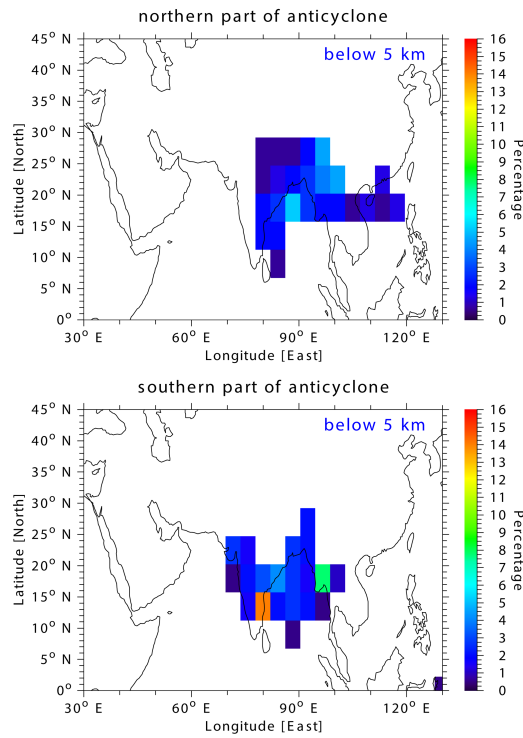 northern part of anticyclone
below 5 km
45° N
40° N
35° N
30° N
25° N
20° N
15° N
10° N
5° N
0°
Latitude [North]
30° E
60° E
90° E
120° E
Longitude [East]
16
15
14
13
12
11
10
9
8
7
6
5
4
3
2
1
0
Percentage
southern part of anticyclone
below 5 km
45° N
40° N
35° N
30° N
25° N
20° N
15° N
10° N
5° N
0°
Latitude [North]
30° E
60° E
90° E
120° E
Longitude [East]
16
15
14
13
12
11
10
9
8
7
6
5
4
3
2
1
0
Percentage